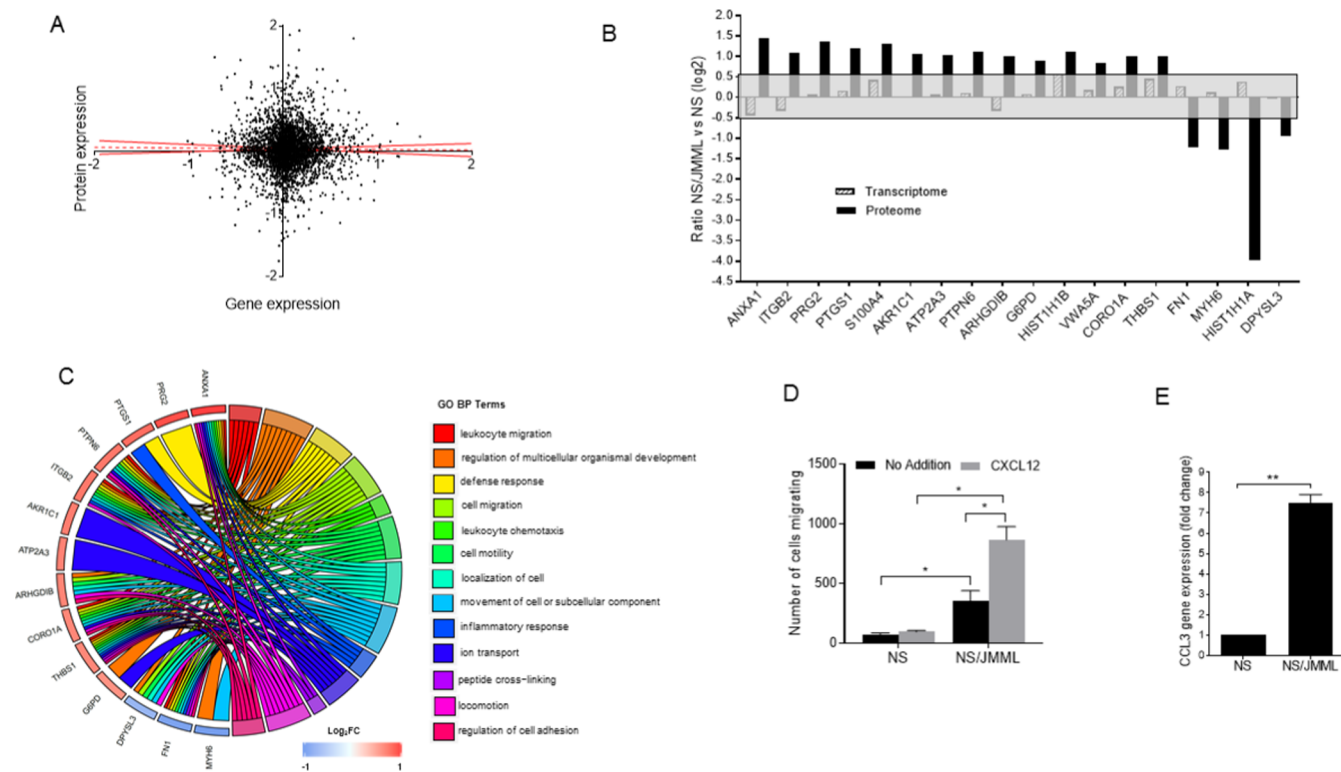 A
2
Protein expression
-2
-1
1
2
-2
Gene expression
B
Ratio NS/JMML vs NS (log2)
2.0
1.5
1.0
0.5
0.0
-0.5
-1.0
-1.5
-2.0
-2.5
-3.0
-3.5
-4.0
-4.5
Transcriptome
Proteome
ANXA1
ITGB2
PRG2
PTGS1
S100A4
AKR1C1
ATP2A3
PTPN6
ARHGDIB
G6PD
HIST1H1B
VWA5A
CORO1A
THBS1
FN1
MYH6
HIST1H1A
DPYSL3
C
ANXA1
PRG2
PTGS1
PTPN6
ITGB2
AKR1C1
ATP2A3
ARHGDIB
CORO1A
THBS1
G6PD
DPYSL3
FN1
MYH6
Log2FC
-1
1
GO BP Terms
leukocyte migration
regulation of multicellular organismal development
defense response
cell migration
leukocyte chemotaxis
cell motility
localization of cell
movement of cell or subcellular component
inflammatory response
ion transport
peptide cross-linking
locomotion
regulation of cell adhesion
D
Number of cells migrating
1500
1000
500
0
No Addition
CXCL12
*
*
*
NS
NS/JMML
E
CCL3 gene expression (fold change)
9
8
7
6
5
4
3
2
1
0
**
NS
NS/JMML